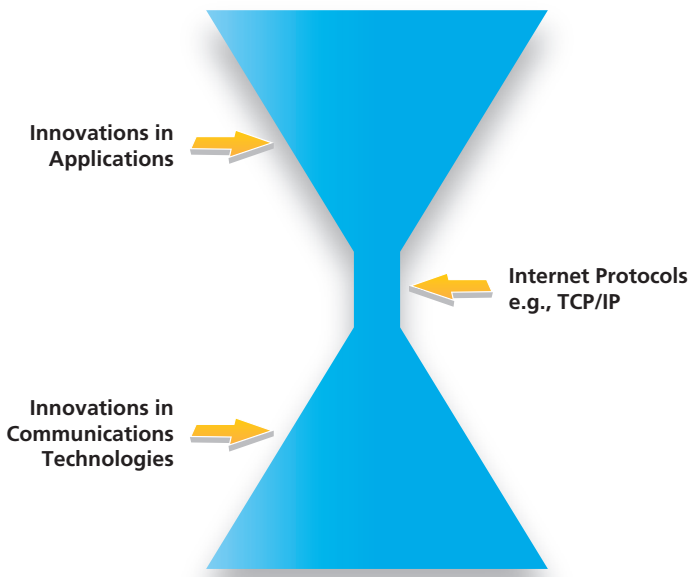 Innovations in
Applications
Internet Protocols
e.g., TCP/IP
Innovations in
Communications
Technologies